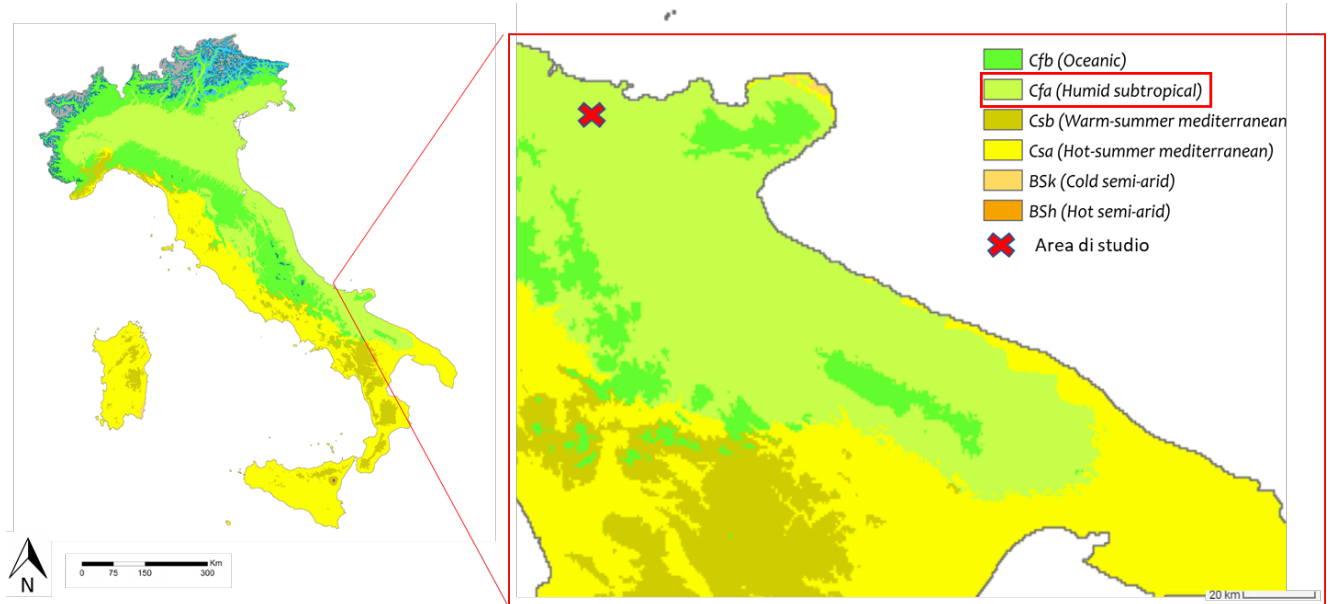 Cfb (Oceanic)
Cfa (Humid subtropical)
Csb (Warm-summer mediterranean
Csa (Hot-summer mediterranean)
BSk (Cold semi-arid)
BSh (Hot semi-arid)
Area di studio
N
Km
0 75 150 300
20 km